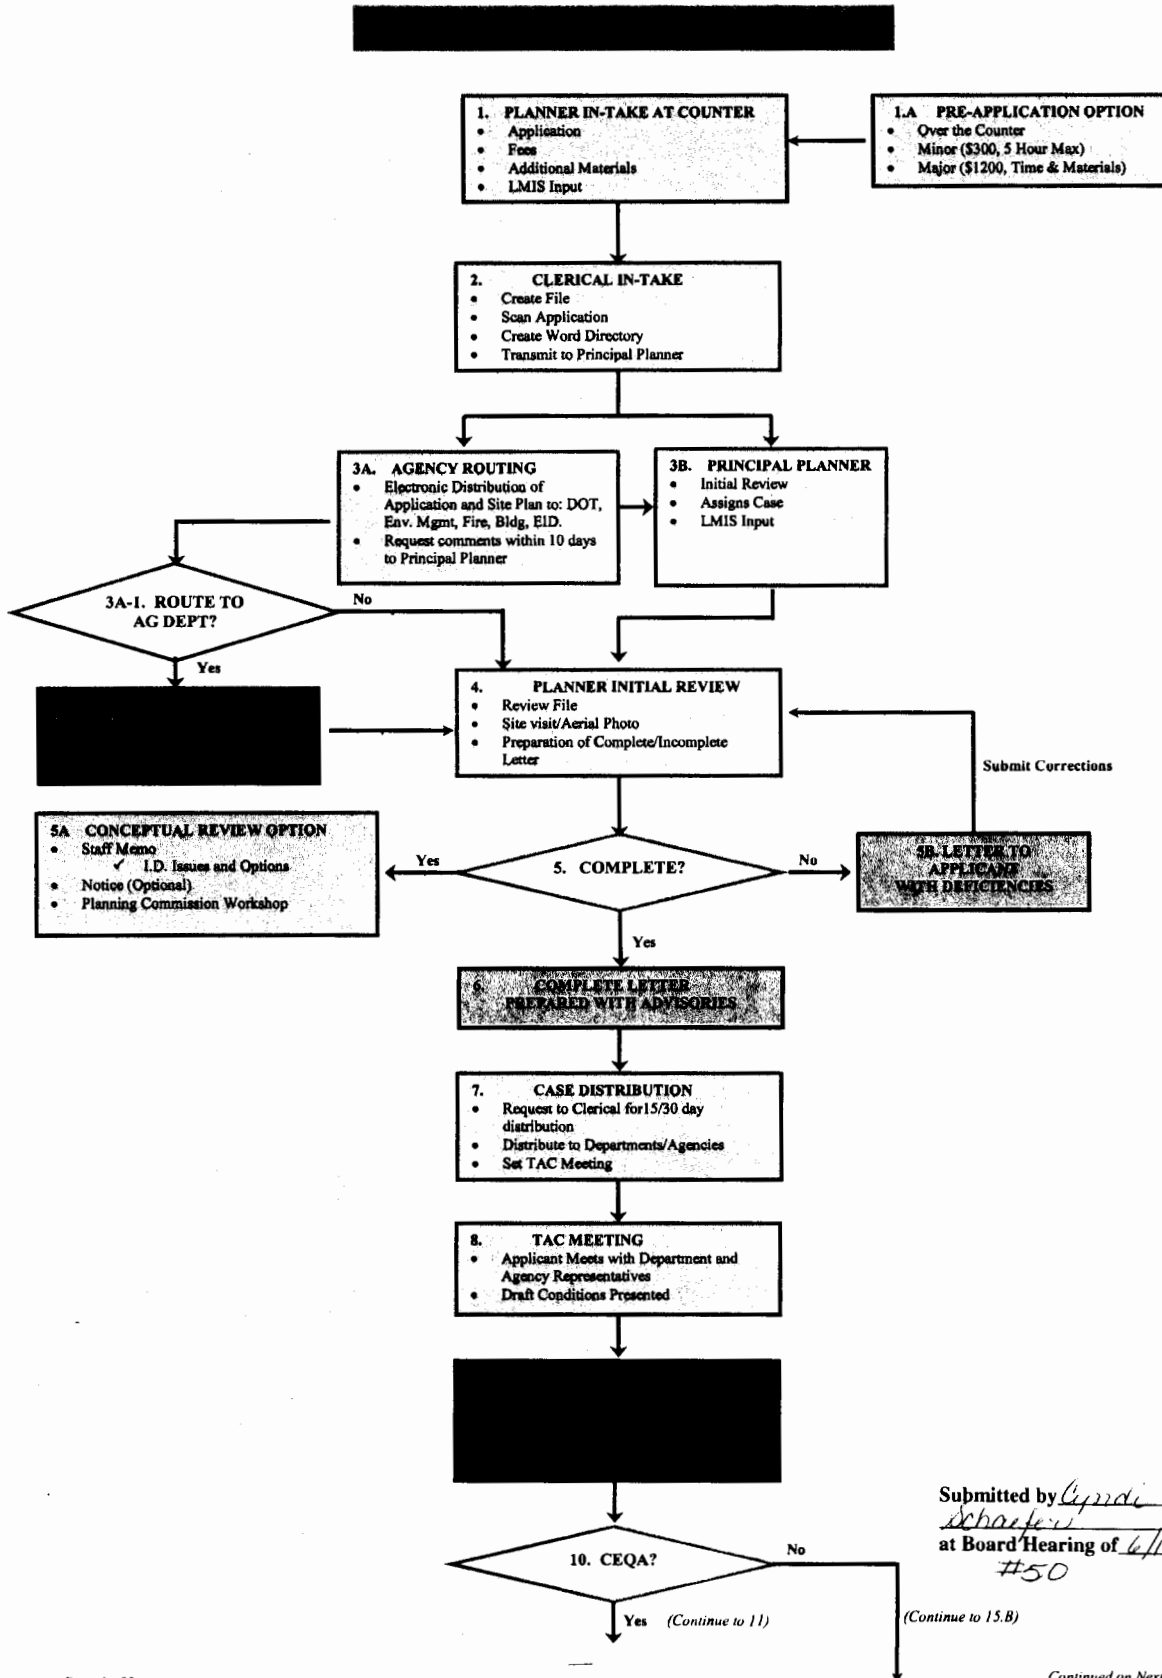 1. PLANNER IN-TAKE AT COUNTER
• Application
• Fees
• Additional Materials
• LMIS Input
1.A PRE-APPLICATION OPTION
• Over the Counter
• Minor ($300, 5 Hour Max)
• Major ($1200, Time & Materials)
2. CLERICAL IN-TAKE
• Create File
• Scan Application
• Create Word Directory
• Transmit to Principal Planner
3A. AGENCY ROUTING
• Electronic Distribution of
Application and Site Plan to: DOT,
Env. Mgmt, Fire, Bldg, EID.
• Request comments within 10 days
to Principal Planner
3B. PRINCIPAL PLANNER
• Initial Review
• Assigns Case
• LMIS Input
3A-1. ROUTE TO
AG DEPT?
No
Yes
4. PLANNER INITIAL REVIEW
• Review File
• Site visit/Aerial Photo
• Preparation of Complete/Incomplete
Letter
Submit Corrections
5A CONCEPTUAL REVIEW OPTION
• Staff Memo
✓ I.D. Issues and Options
• Notice (Optional)
• Planning Commission Workshop
Yes
5. COMPLETE?
No
5B. LETTER TO
APPLICANT
WITH DEFICIENCIES
Yes
6. COMPLETE LETTER
PREPARED WITH ADVISORIES
7. CASE DISTRIBUTION
• Request to Clerical for15/30 day
distribution
• Distribute to Departments/Agencies
• Set TAC Meeting
8. TAC MEETING
• Applicant Meets with Department and
Agency Representatives
• Draft Conditions Presented
Submitted by Cyndi
Schaefer
at Board Hearing of 6/1
#50
10. CEQA?
No
Yes (Continue to 11)
(Continue to 15.B)
Continued on Next